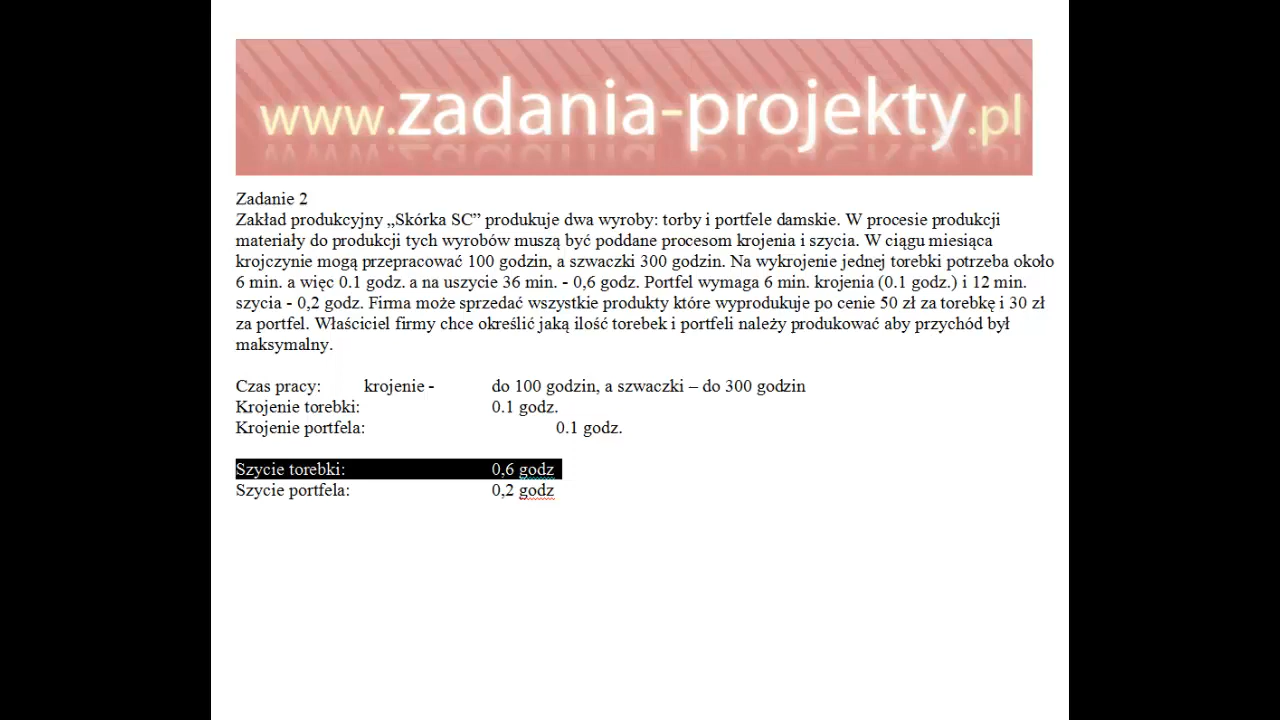 www.zadania-projekty.pl
Zadanie 2
Zakład produkcyjny „Skórka SC” produkuje dwa wyroby: torby i portfele damskie. W procesie produkcji
materiały do produkcji tych wyrobów muszą być poddane procesom krojenia i szycia. W ciągu miesiąca
krojczynie mogą przepracować 100 godzin, a szwaczki 300 godzin. Na wykrojenie jednej torebki potrzeba około
6 min. a więc 0.1 godz. a na uszycie 36 min. - 0,6 godz. Portfel wymaga 6 min. krojenia (0.1 godz.) i 12 min.
szycia - 0,2 godz. Firma może sprzedać wszystkie produkty które wyprodukuje po cenie 50 zł za torebkę i 30 zł
za portfel. Właściciel firmy chce określić jaką ilość torebek i portfeli należy produkować aby przychód był
maksymalny.
Czas pracy: krojenie - do 100 godzin, a szwaczki – do 300 godzin
Krojenie torebki: 0.1 godz.
Krojenie portfela: 0.1 godz.
Szycie torebki: 0,6 godz
Szycie portfela: 0,2 godz